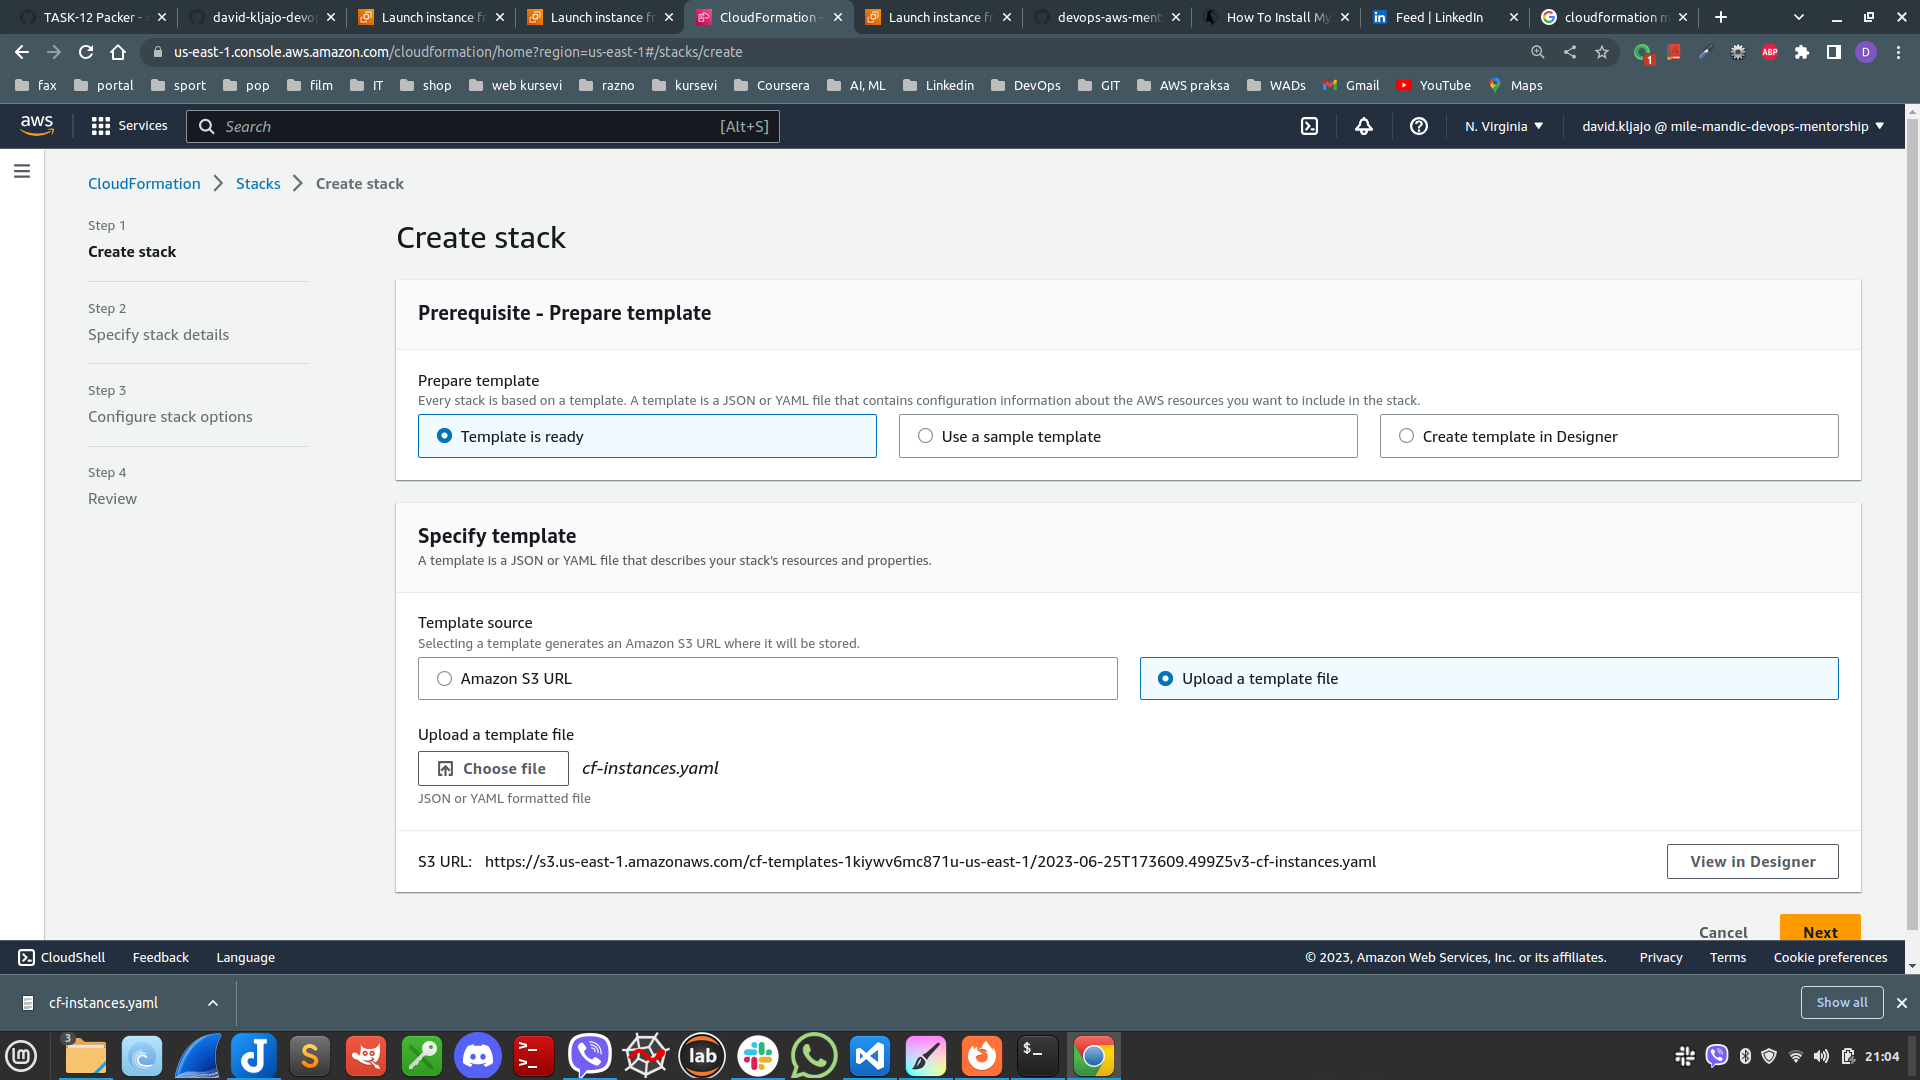 TASK-12 Packer -
david-kljajo-devo
Launch instance fr
Launch instance fr
CloudFormation -
Launch instance fr
devops-aws-ment
How To Install My
Feed | LinkedIn
cloudformation m
us-east-1.console.aws.amazon.com/cloudformation/home?region=us-east-1#/stacks/create
1
ABP
D
fax
portal
sport
pop
film
IT
shop
web kursevi
razno
kursevi
Coursera
AI, ML
Linkedin
DevOps
GIT
AWS praksa
WADs
Gmail
YouTube
Maps
aws
Services
Search
[Alt+S]
N. Virginia
david.kljajo @ mile-mandic-devops-mentorship
CloudFormation
Stacks
Create stack
Step 1
Create stack
Step 2
Specify stack details
Step 3
Configure stack options
Step 4
Review
Create stack
Prerequisite - Prepare template
Prepare template
Every stack is based on a template. A template is a JSON or YAML file that contains configuration information about the AWS resources you want to include in the stack.
Template is ready
Use a sample template
Create template in Designer
Specify template
A template is a JSON or YAML file that describes your stack's resources and properties.
Template source
Selecting a template generates an Amazon S3 URL where it will be stored.
Amazon S3 URL
Upload a template file
Upload a template file
Choose file
cf-instances.yaml
JSON or YAML formatted file
S3 URL: https://s3.us-east-1.amazonaws.com/cf-templates-1kiywv6mc871u-us-east-1/2023-06-25T173609.499Z5v3-cf-instances.yaml
View in Designer
Cancel
Next
CloudShell
Feedback
Language
© 2023, Amazon Web Services, Inc. or its affiliates.
Privacy
Terms
Cookie preferences
cf-instances.yaml
Show all
3
lab
21:04